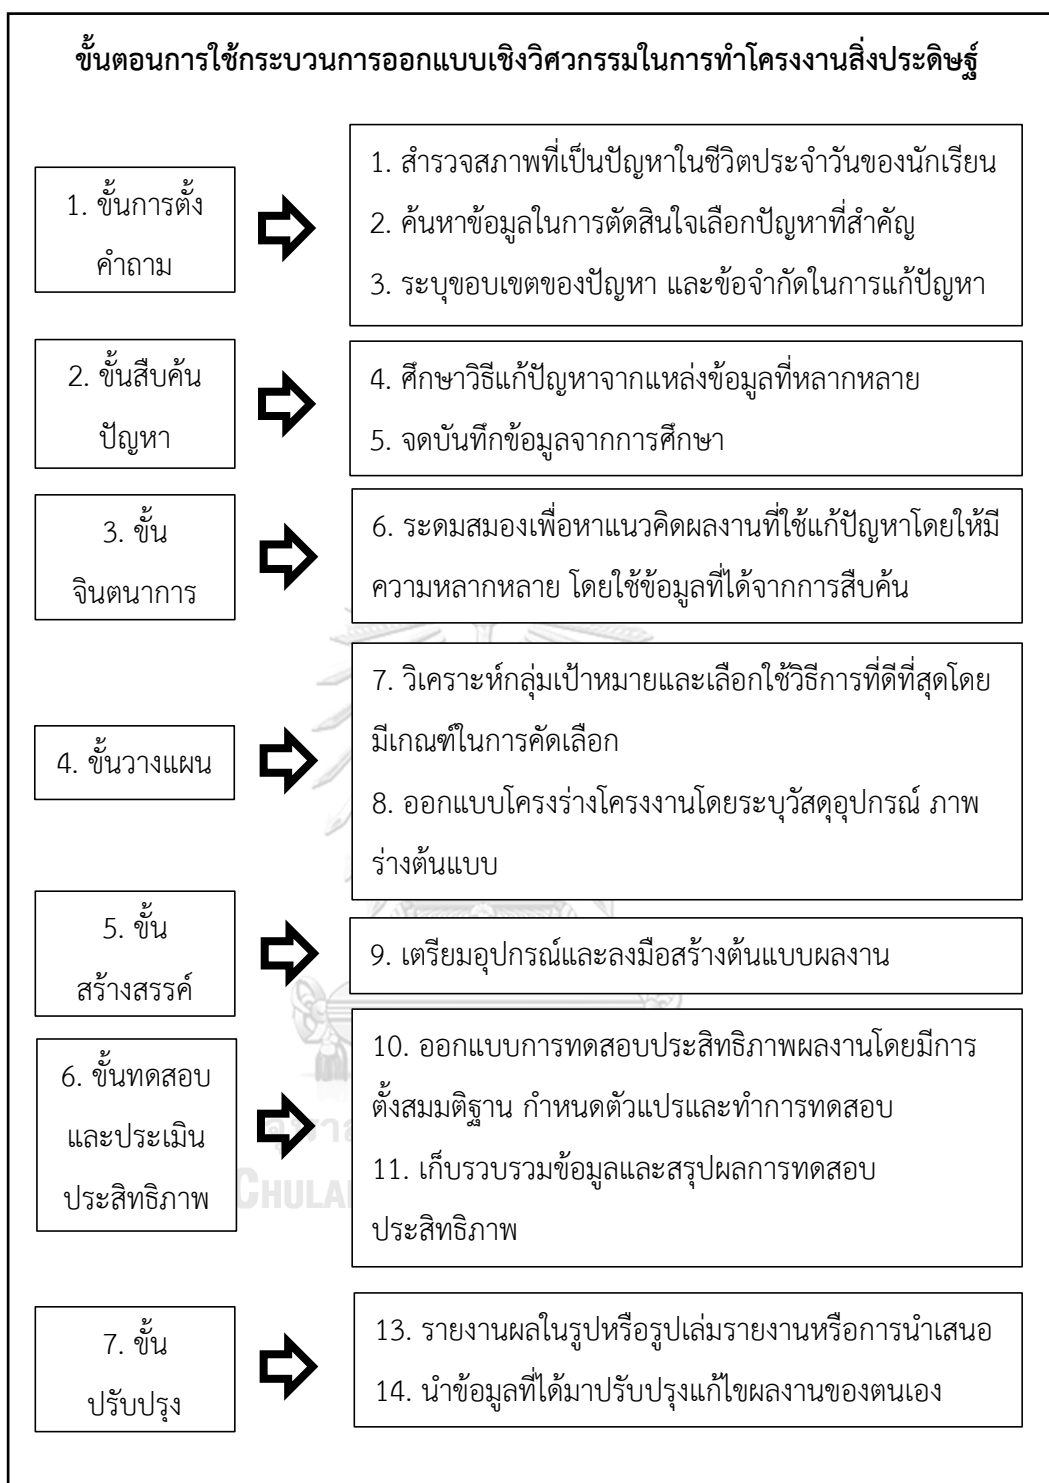 ขั้นตอนการใช้กระบวนการออกแบบเชิงวิศวกรรมในการทำโครงงานสิ่งประดิษฐ์
1. ขั้นการตั้ง
คำถาม
1. สำรวจสภาพที่เป็นปัญหาในชีวิตประจำวันของนักเรียน
2. ค้นหาข้อมูลในการตัดสินใจเลือกปัญหาที่สำคัญ
3. ระบุขอบเขตของปัญหา และข้อจำกัดในการแก้ปัญหา
2. ขั้นสืบค้น
ปัญหา
4. ศึกษาวิธีแก้ปัญหาจากแหล่งข้อมูลที่หลากหลาย
5. จดบันทึกข้อมูลจากการศึกษา
3. ขั้น
จินตนาการ
6. ระดมสมองเพื่อหาแนวคิดผลงานที่ใช้แก้ปัญหาโดยให้มี
ความหลากหลาย โดยใช้ข้อมูลที่ได้จากการสืบค้น
4. ขั้นวางแผน
7. วิเคราะห์กลุ่มเป้าหมายและเลือกใช้วิธีการที่ดีที่สุดโดย
มีเกณฑ์ในการคัดเลือก
8. ออกแบบโครงร่างโครงงานโดยระบุวัสดุอุปกรณ์ ภาพ
ร่างต้นแบบ
5. ขั้น
สร้างสรรค์
9. เตรียมอุปกรณ์และลงมือสร้างต้นแบบผลงาน
6. ขั้นทดสอบ
และประเมิน
ประสิทธิภาพ
10. ออกแบบการทดสอบประสิทธิภาพผลงานโดยมีการ
ตั้งสมมติฐาน กำหนดตัวแปรและทำการทดสอบ
11. เก็บรวบรวมข้อมูลและสรุปผลการทดสอบ
ประสิทธิภาพ
7. ขั้น
ปรับปรุง
13. รายงานผลในรูปหรือรูปเล่มรายงานหรือการนำเสนอ
14. นำข้อมูลที่ได้มาปรับปรุงแก้ไขผลงานของตนเอง